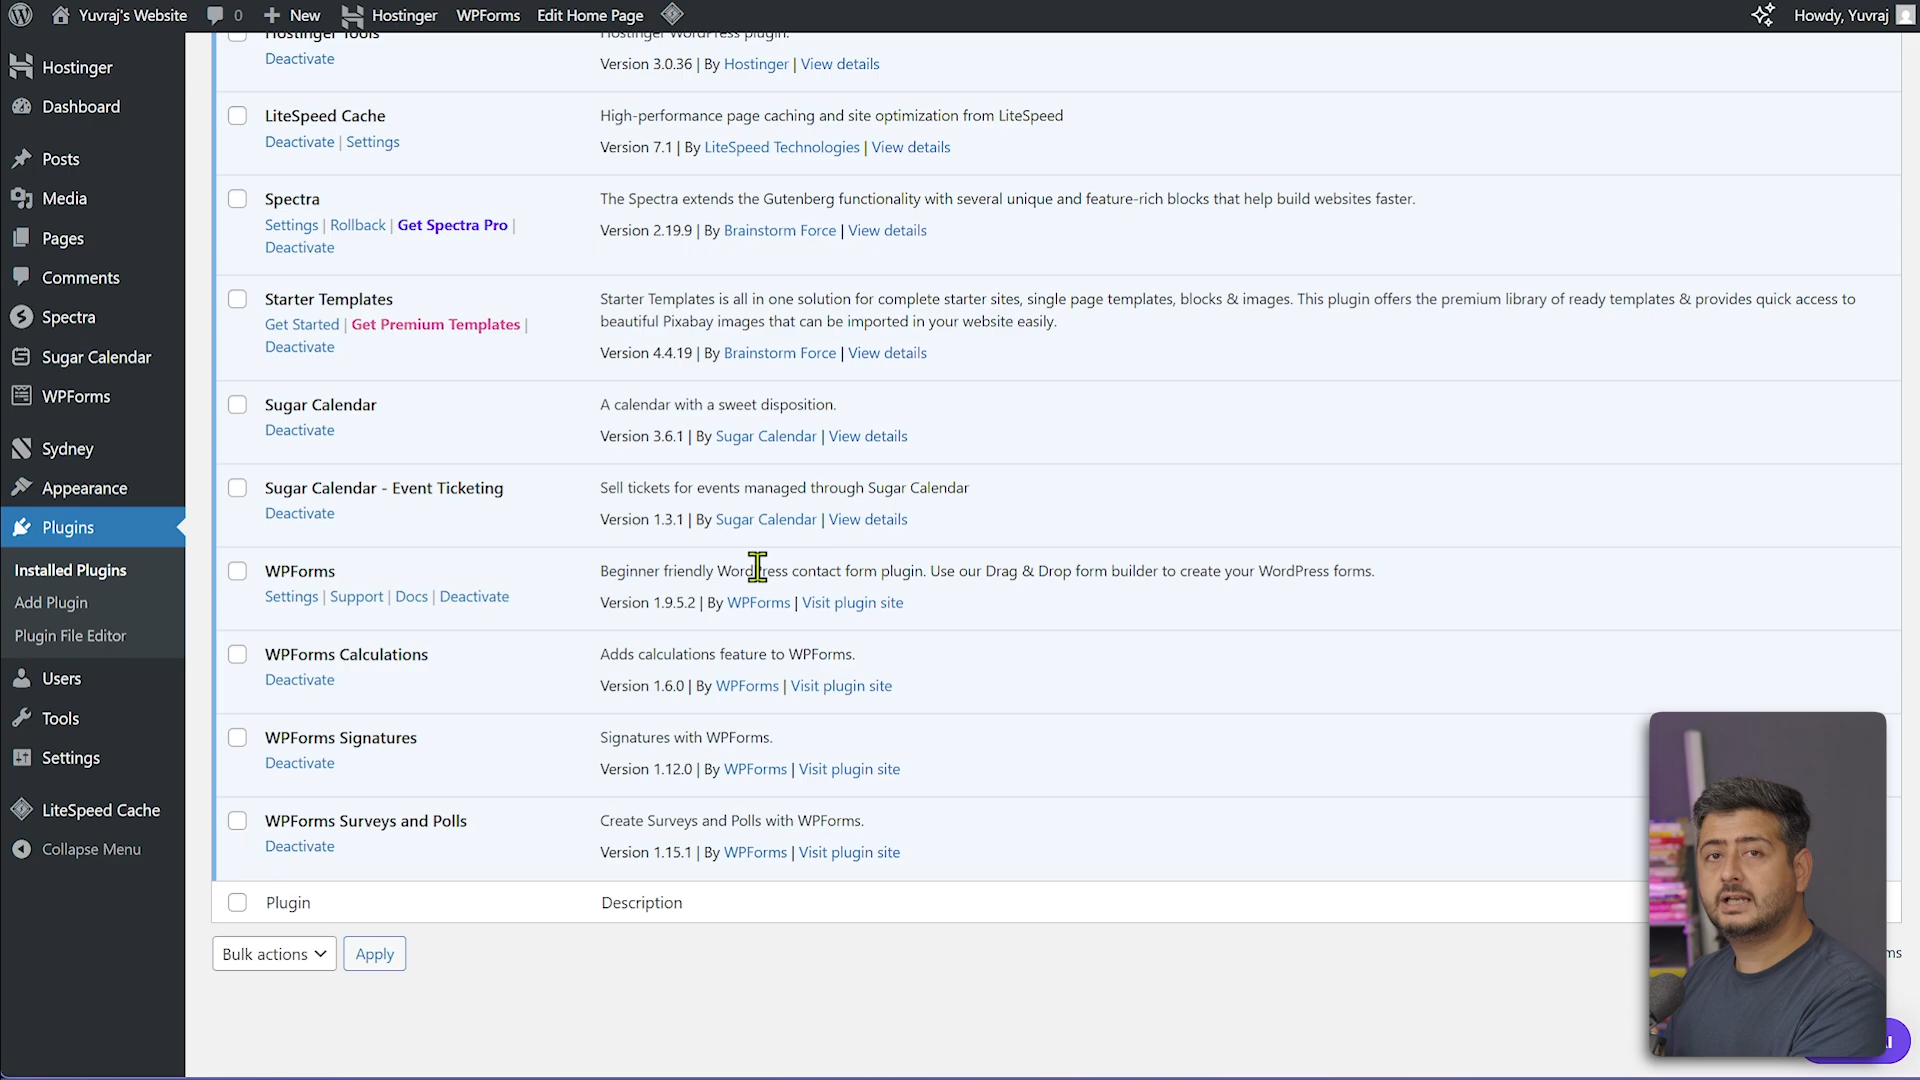 Yuvraj's Website 0 New Hostinger WPForms Edit Home Page Howdy, Yuvraj
Hostinger
Dashboard
Posts
Media
Pages
Comments
Spectra
Sugar Calendar
WPForms
Sydney
Appearance
Plugins
Installed Plugins
Add Plugin
Plugin File Editor
Users
Tools
Settings
LiteSpeed Cache
Collapse Menu
Hostinger Tools
Deactivate
Hostinger WordPress plugin.
Version 3.0.36 | By Hostinger | View details
LiteSpeed Cache
Deactivate | Settings
High-performance page caching and site optimization from LiteSpeed
Version 7.1 | By LiteSpeed Technologies | View details
Spectra
Settings | Rollback | Get Spectra Pro |
Deactivate
The Spectra extends the Gutenberg functionality with several unique and feature-rich blocks that help build websites faster.
Version 2.19.9 | By Brainstorm Force | View details
Starter Templates
Get Started | Get Premium Templates |
Deactivate
Starter Templates is all in one solution for complete starter sites, single page templates, blocks & images. This plugin offers the premium library of ready templates & provides quick access to
beautiful Pixabay images that can be imported in your website easily.
Version 4.4.19 | By Brainstorm Force | View details
Sugar Calendar
Deactivate
A calendar with a sweet disposition.
Version 3.6.1 | By Sugar Calendar | View details
Sugar Calendar - Event Ticketing
Deactivate
Sell tickets for events managed through Sugar Calendar
Version 1.3.1 | By Sugar Calendar | View details
WPForms
Settings | Support | Docs | Deactivate
Beginner friendly WordPress contact form plugin. Use our Drag & Drop form builder to create your WordPress forms.
Version 1.9.5.2 | By WPForms | Visit plugin site
WPForms Calculations
Deactivate
Adds calculations feature to WPForms.
Version 1.6.0 | By WPForms | Visit plugin site
WPForms Signatures
Deactivate
Signatures with WPForms.
Version 1.12.0 | By WPForms | Visit plugin site
WPForms Surveys and Polls
Deactivate
Create Surveys and Polls with WPForms.
Version 1.15.1 | By WPForms | Visit plugin site
Plugin Description
Bulk actions Apply